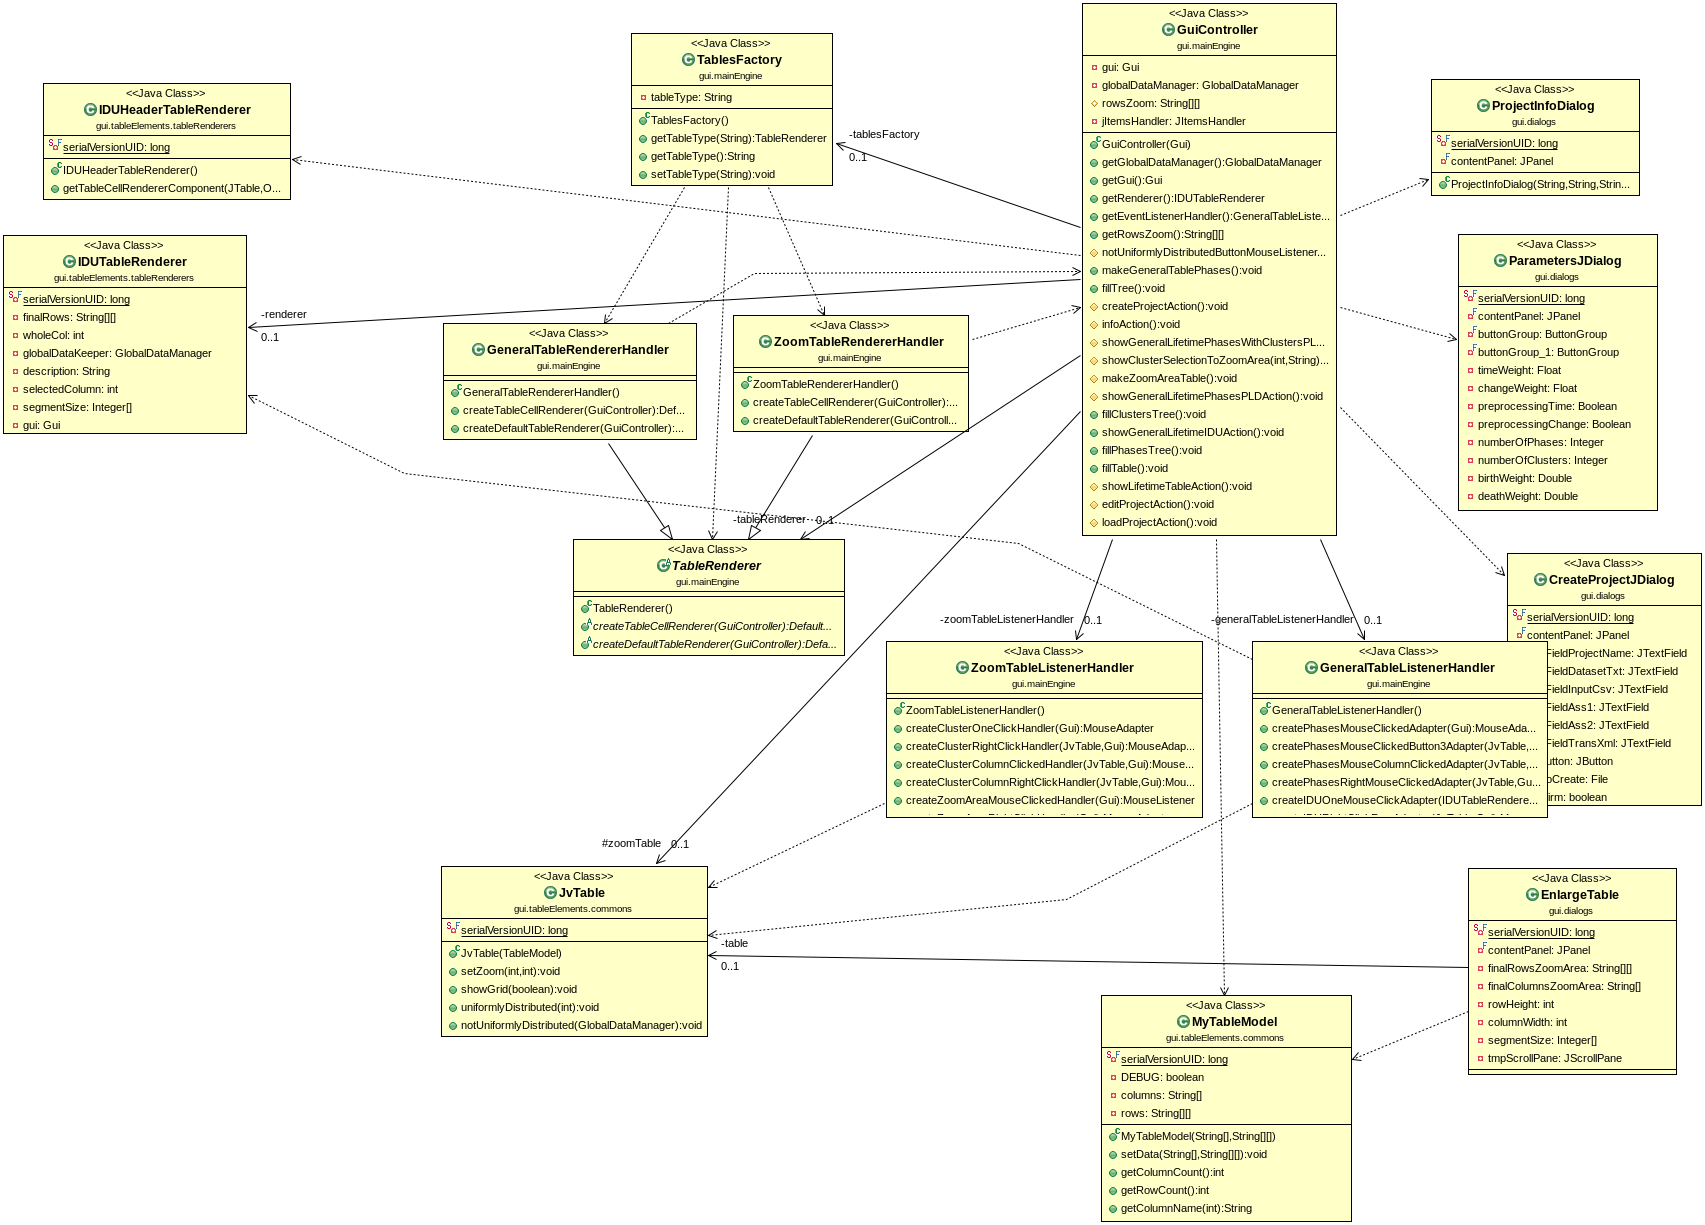 <<Java Class>>
GuiController
gui.mainEngine
gui: Gui
globalDataManager: GlobalDataManager
rowsZoom: String[][]
jItemsHandler: JItemsHandler
GuiController(Gui)
getGlobalDataManager():GlobalDataManager
getGui():Gui
getRenderer():IDUTableRenderer
getEventListenerHandler():GeneralTableListe...
getRowsZoom():String[][]
notUniformlyDistributedButtonMouseListener...
makeGeneralTablePhases():void
fillTree():void
createProjectAction():void
infoAction():void
showGeneralLifetimePhasesWithClustersPL...
showClusterSelectionToZoomArea(int,String)...
makeZoomAreaTable():void
showGeneralLifetimePhasesPLDAction():void
fillClustersTree():void
showGeneralLifetimeIDUAction():void
fillPhasesTree():void
fillTable():void
showLifetimeTableAction():void
editProjectAction():void
loadProjectAction():void
<<Java Class>>
TablesFactory
gui.mainEngine
tableType: String
TablesFactory()
getTableType(String):TableRenderer
getTableType():String
setTableType(String):void
-tablesFactory
0..1
<<Java Class>>
IDUHeaderTableRenderer
gui.tableElements.tableRenderers
serialVersionUID: long
IDUHeaderTableRenderer()
getTableCellRendererComponent(JTable,O...
<<Java Class>>
ProjectInfoDialog
gui.dialogs
serialVersionUID: long
contentPanel: JPanel
ProjectInfoDialog(String,String,Strin...
<<Java Class>>
IDUTableRenderer
gui.tableElements.tableRenderers
serialVersionUID: long
finalRows: String[][]
wholeCol: int
globalDataKeeper: GlobalDataManager
description: String
selectedColumn: int
segmentSize: Integer[]
gui: Gui
-renderer
0..1
<<Java Class>>
ParametersJDialog
gui.dialogs
serialVersionUID: long
contentPanel: JPanel
buttonGroup: ButtonGroup
buttonGroup_1: ButtonGroup
timeWeight: Float
changeWeight: Float
preprocessingTime: Boolean
preprocessingChange: Boolean
numberOfPhases: Integer
numberOfClusters: Integer
birthWeight: Double
deathWeight: Double
<<Java Class>>
GeneralTableRendererHandler
gui.mainEngine
GeneralTableRendererHandler()
createTableCellRenderer(GuiController):Def...
createDefaultTableRenderer(GuiController):...
<<Java Class>>
ZoomTableRendererHandler
gui.mainEngine
ZoomTableRendererHandler()
createTableCellRenderer(GuiController):...
createDefaultTableRenderer(GuiControll...
-tableRenderer
0..1
<<Java Class>>
TableRenderer
gui.mainEngine
TableRenderer()
createTableCellRenderer(GuiController):Default...
createDefaultTableRenderer(GuiController):Defa...
<<Java Class>>
CreateProjectJDialog
gui.dialogs
serialVersionUID: long
contentPanel: JPanel
FieldProjectName: JTextField
FieldDatasetTxt: JTextField
FieldInputCsv: JTextField
FieldAss1: JTextField
FieldAss2: JTextField
FieldTransXml: JTextField
utton: JButton
oCreate: File
irm: boolean
-zoomTableListenerHandler
0..1
-generalTableListenerHandler
0..1
<<Java Class>>
ZoomTableListenerHandler
gui.mainEngine
ZoomTableListenerHandler()
createClusterOneClickHandler(Gui):MouseAdapter
createClusterRightClickHandler(JvTable,Gui):MouseAdap...
createClusterColumnClickedHandler(JvTable,Gui):Mouse...
createClusterColumnRightClickHandler(JvTable,Gui):Mou...
createZoomAreaMouseClickedHandler(Gui):MouseListener
<<Java Class>>
GeneralTableListenerHandler
gui.mainEngine
GeneralTableListenerHandler()
createPhasesMouseClickedAdapter(Gui):MouseAda...
createPhasesMouseClickedButton3Adapter(JvTable,...
createPhasesMouseColumnClickedAdapter(JvTable,...
createPhasesRightMouseClickedAdapter(JvTable,Gu...
createIDUOneMouseClickAdapter(IDUTableRendere...
#zoomTable
0..1
<<Java Class>>
JvTable
gui.tableElements.commons
serialVersionUID: long
JvTable(TableModel)
setZoom(int,int):void
showGrid(boolean):void
uniformlyDistributed(int):void
notUniformlyDistributed(GlobalDataManager):void
-table
0..1
<<Java Class>>
EnlargeTable
gui.dialogs
serialVersionUID: long
contentPanel: JPanel
finalRowsZoomArea: String[][]
finalColumnsZoomArea: String[]
rowHeight: int
columnWidth: int
segmentSize: Integer[]
tmpScrollPane: JScrollPane
<<Java Class>>
MyTableModel
gui.tableElements.commons
serialVersionUID: long
DEBUG: boolean
columns: String[]
rows: String[][]
MyTableModel(String[],String[][])
setData(String[],String[][]):void
getColumnCount():int
getRowCount():int
getColumnName(int):String